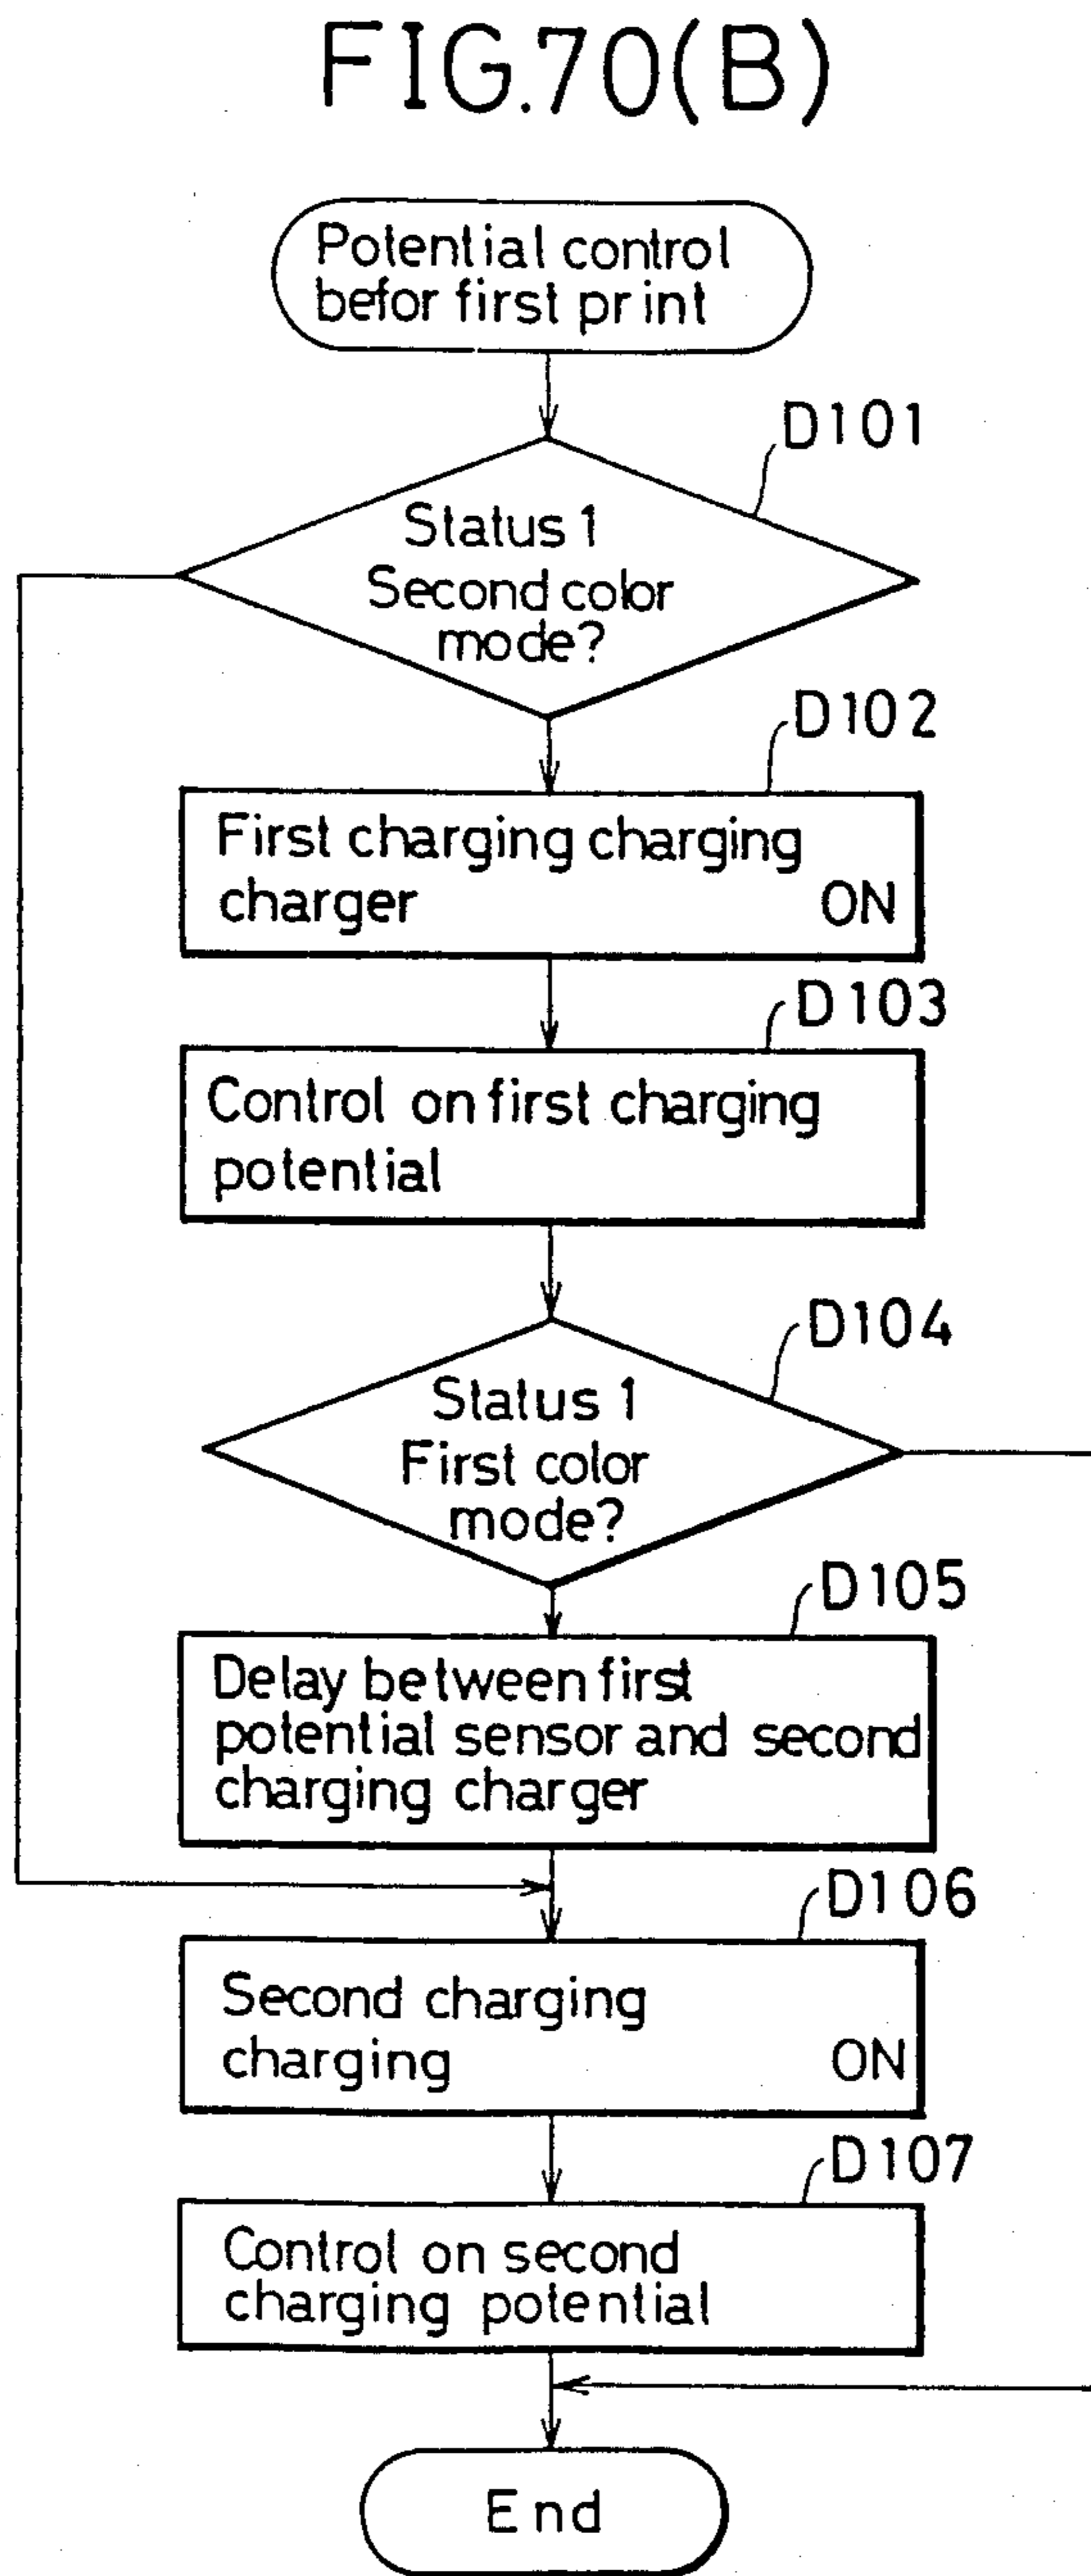 FIG.70(B)
Potential control
befor first print
D101
Status 1
Second color
mode?
D102
First charging charging
charger ON
D103
Control on first charging
potential
D104
Status 1
First color
mode?
D105
Delay between first
potential sensor and second
charging charger
D106
Second charging
charging ON
D107
Control on second
charging potential
End